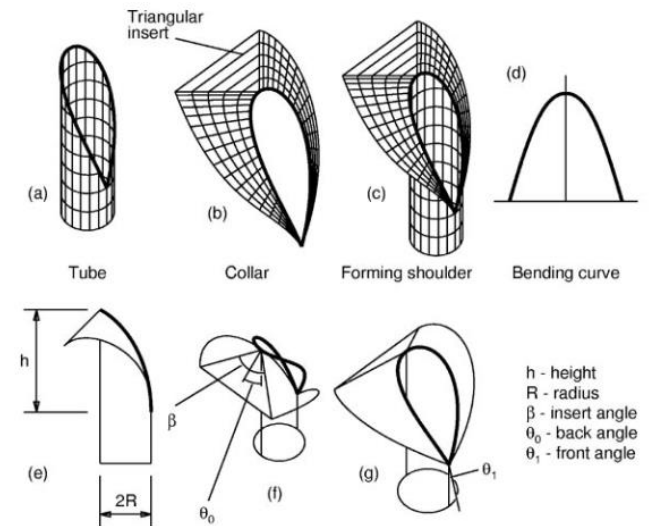 Triangular
insert
(a)
(b)
(c)
(d)
Tube
Collar
Forming shoulder
Bending curve
h
2R
(e)
β
θ₀
(f)
(g)
θ₁
h - height
R - radius
β - insert angle
θ₀ - back angle
θ₁ - front angle